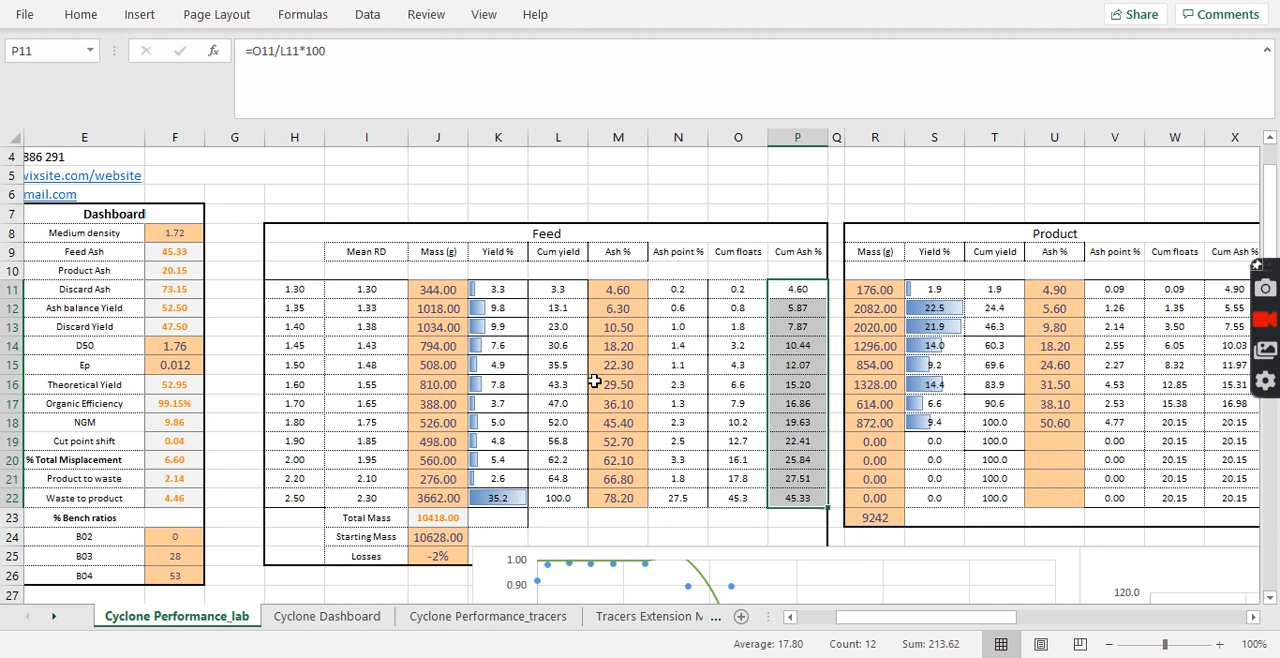 File Home Insert Page Layout Formulas Data Review View Help Share Comments
P11 fx =O11/L11*100
E F G H I J K L M N O P Q R S T U V W X
4 886 291
5 vixsite.com/website
6 mail.com
7 Dashboard
8 Medium density 1.72 Feed Product
9 Feed Ash 45.33 Mean RD Mass (g) Yield % Cum yield Ash % Ash point % Cum floats Cum Ash % Mass (g) Yield % Cum yield Ash % Ash point % Cum floats Cum Ash %
10 Product Ash 20.15
11 Discard Ash 73.15 1.30 1.30 344.00 3.3 3.3 4.60 0.2 0.2 4.60 176.00 1.9 1.9 4.90 0.09 0.09 4.90
12 Ash balance Yield 52.50 1.35 1.33 1018.00 9.8 13.1 6.30 0.6 0.8 5.87 2082.00 22.5 24.4 5.60 1.26 1.35 5.55
13 Discard Yield 47.50 1.40 1.38 1034.00 9.9 23.0 10.50 1.0 1.8 7.87 2020.00 21.9 46.3 9.80 2.14 3.50 7.55
14 D50 1.76 1.45 1.43 794.00 7.6 30.6 18.20 1.4 3.2 10.44 1296.00 14.0 60.3 18.20 2.55 6.05 10.03
15 Ep 0.012 1.50 1.48 508.00 4.9 35.5 22.30 1.1 4.3 12.07 854.00 9.2 69.6 24.60 2.27 8.32 11.97
16 Theoretical Yield 52.95 1.60 1.55 810.00 7.8 43.3 29.50 2.3 6.6 15.20 1328.00 14.4 83.9 31.50 4.53 12.85 15.31
17 Organic Efficiency 99.15% 1.70 1.65 388.00 3.7 47.0 36.10 1.3 7.9 16.86 614.00 6.6 90.6 38.10 2.53 15.38 16.98
18 NGM 9.86 1.80 1.75 526.00 5.0 52.0 45.40 2.3 10.2 19.63 872.00 9.4 100.0 50.60 4.77 20.15 20.15
19 Cut point shift 0.04 1.90 1.85 498.00 4.8 56.8 52.70 2.5 12.7 22.41 0.00 0.0 100.0 0.00 20.15 20.15
20 % Total Misplacement 6.60 2.00 1.95 560.00 5.4 62.2 62.10 3.3 16.1 25.84 0.00 0.0 100.0 0.00 20.15 20.15
21 Product to waste 2.14 2.20 2.10 276.00 2.6 64.8 66.80 1.8 17.8 27.51 0.00 0.0 100.0 0.00 20.15 20.15
22 Waste to product 4.46 2.50 2.30 3662.00 35.2 100.0 78.20 27.5 45.3 45.33 0.00 0.0 100.0 0.00 20.15 20.15
23 % Bench ratios Total Mass 10418.00 9242
24 B02 0 Starting Mass 10628.00
25 B03 28 Losses -2% 1.00
26 B04 53 0.90
27 120.0
Cyclone Performance_lab Cyclone Dashboard Cyclone Performance_tracers Tracers Extension ...
Average: 17.80 Count: 12 Sum: 213.62 100%